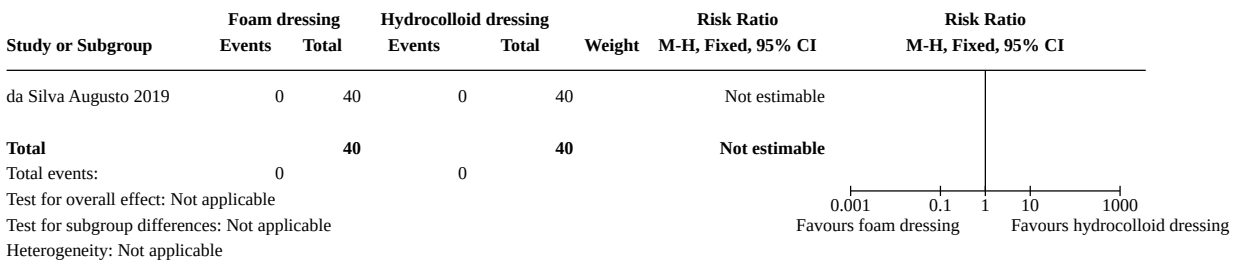 Foam dressing Hydrocolloid dressing Risk Ratio Risk Ratio
Study or Subgroup Events Total Events Total Weight M-H, Fixed, 95% CI M-H, Fixed, 95% CI
da Silva Augusto 2019 0 40 0 40 Not estimable
Total 40 40 Not estimable
Total events: 0 0
Test for overall effect: Not applicable
0.001 0.1 1 10 1000
Test for subgroup differences: Not applicable Favours foam dressing Favours hydrocolloid dressing
Heterogeneity: Not applicable